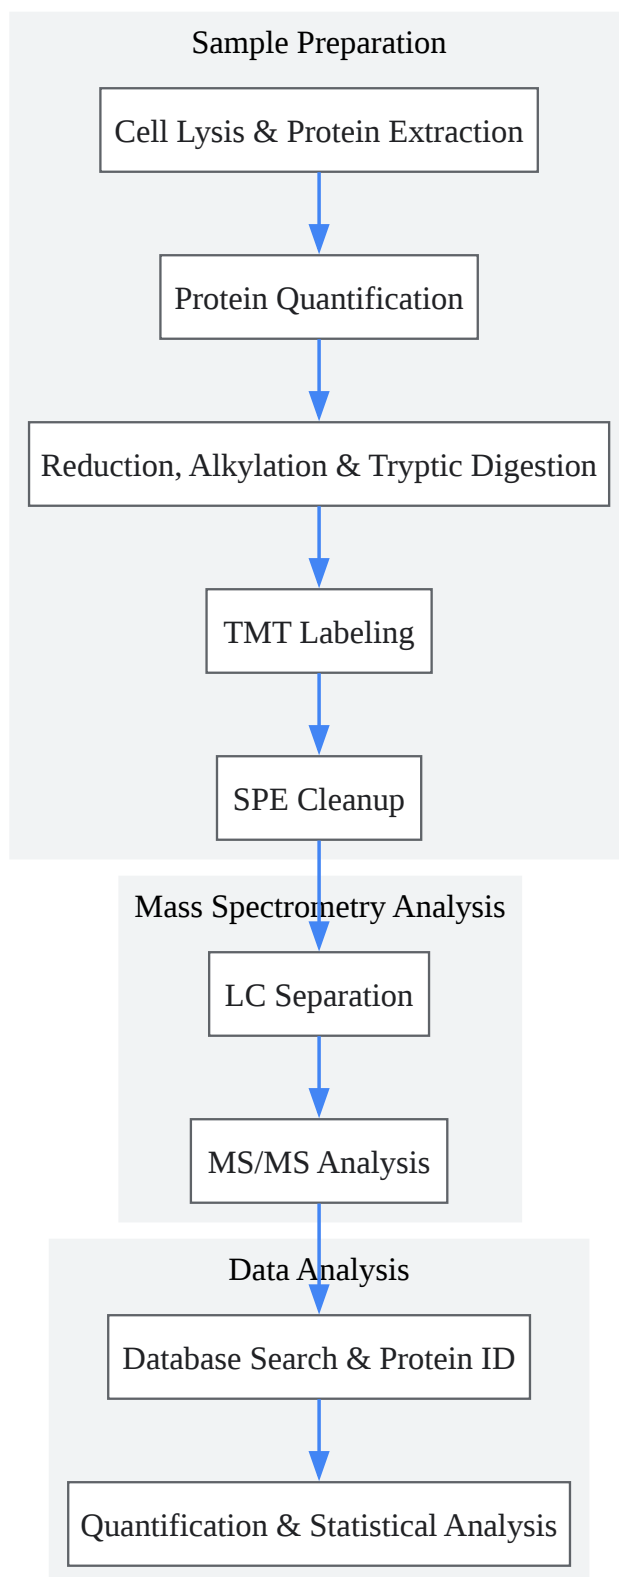 Sample Preparation
Cell Lysis & Protein Extraction
Protein Quantification
Reduction, Alkylation & Tryptic Digestion
TMT Labeling
SPE Cleanup
Mass Spectrometry Analysis
LC Separation
MS/MS Analysis
Data Analysis
Database Search & Protein ID
Quantification & Statistical Analysis